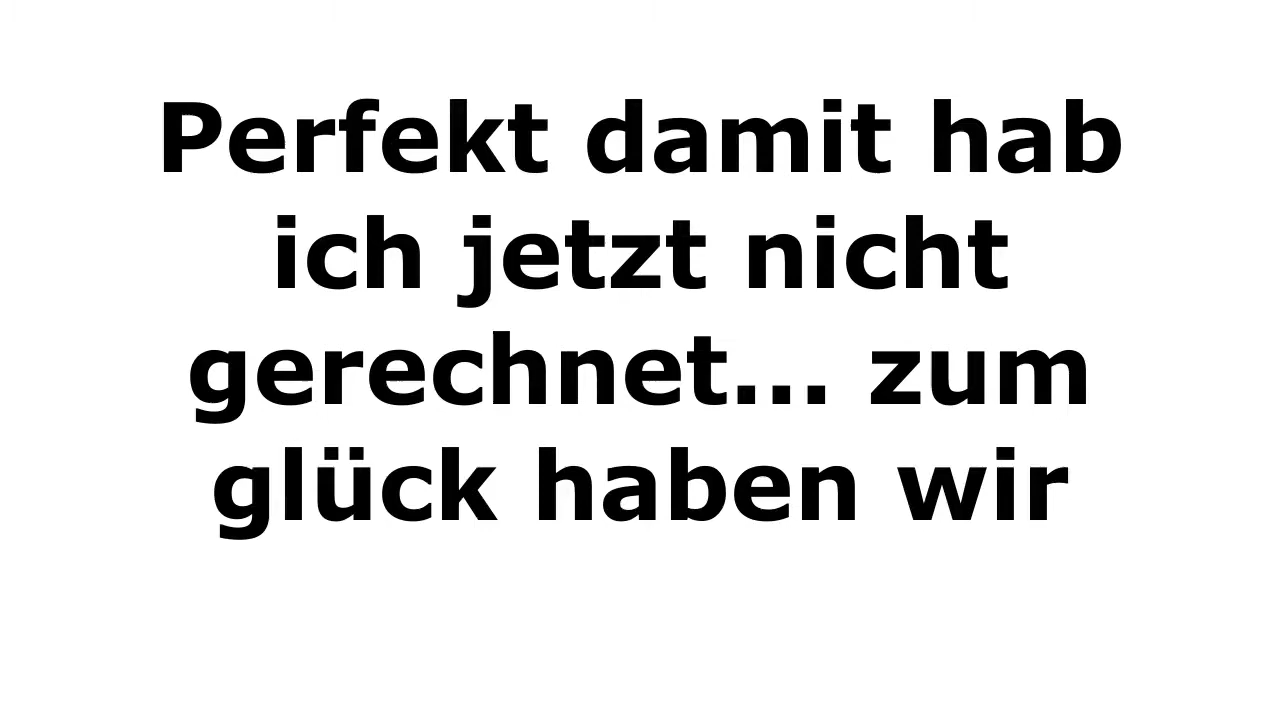 Perfekt damit hab
ich jetzt nicht
gerechnet... zum
glück haben wir